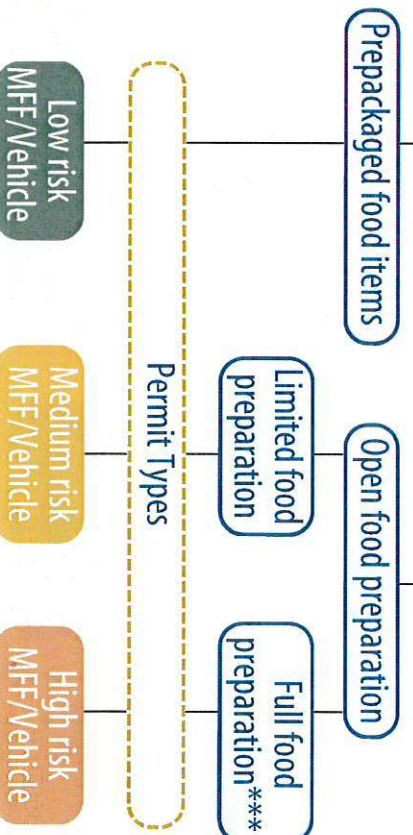 Prepackaged food items
Open food preparation
Limited food
preparation
Full food
preparation***
Permit Types
Low risk
MFF/Vehicle
Medium risk
MFF/Vehicle
High risk
MFF/Vehicle